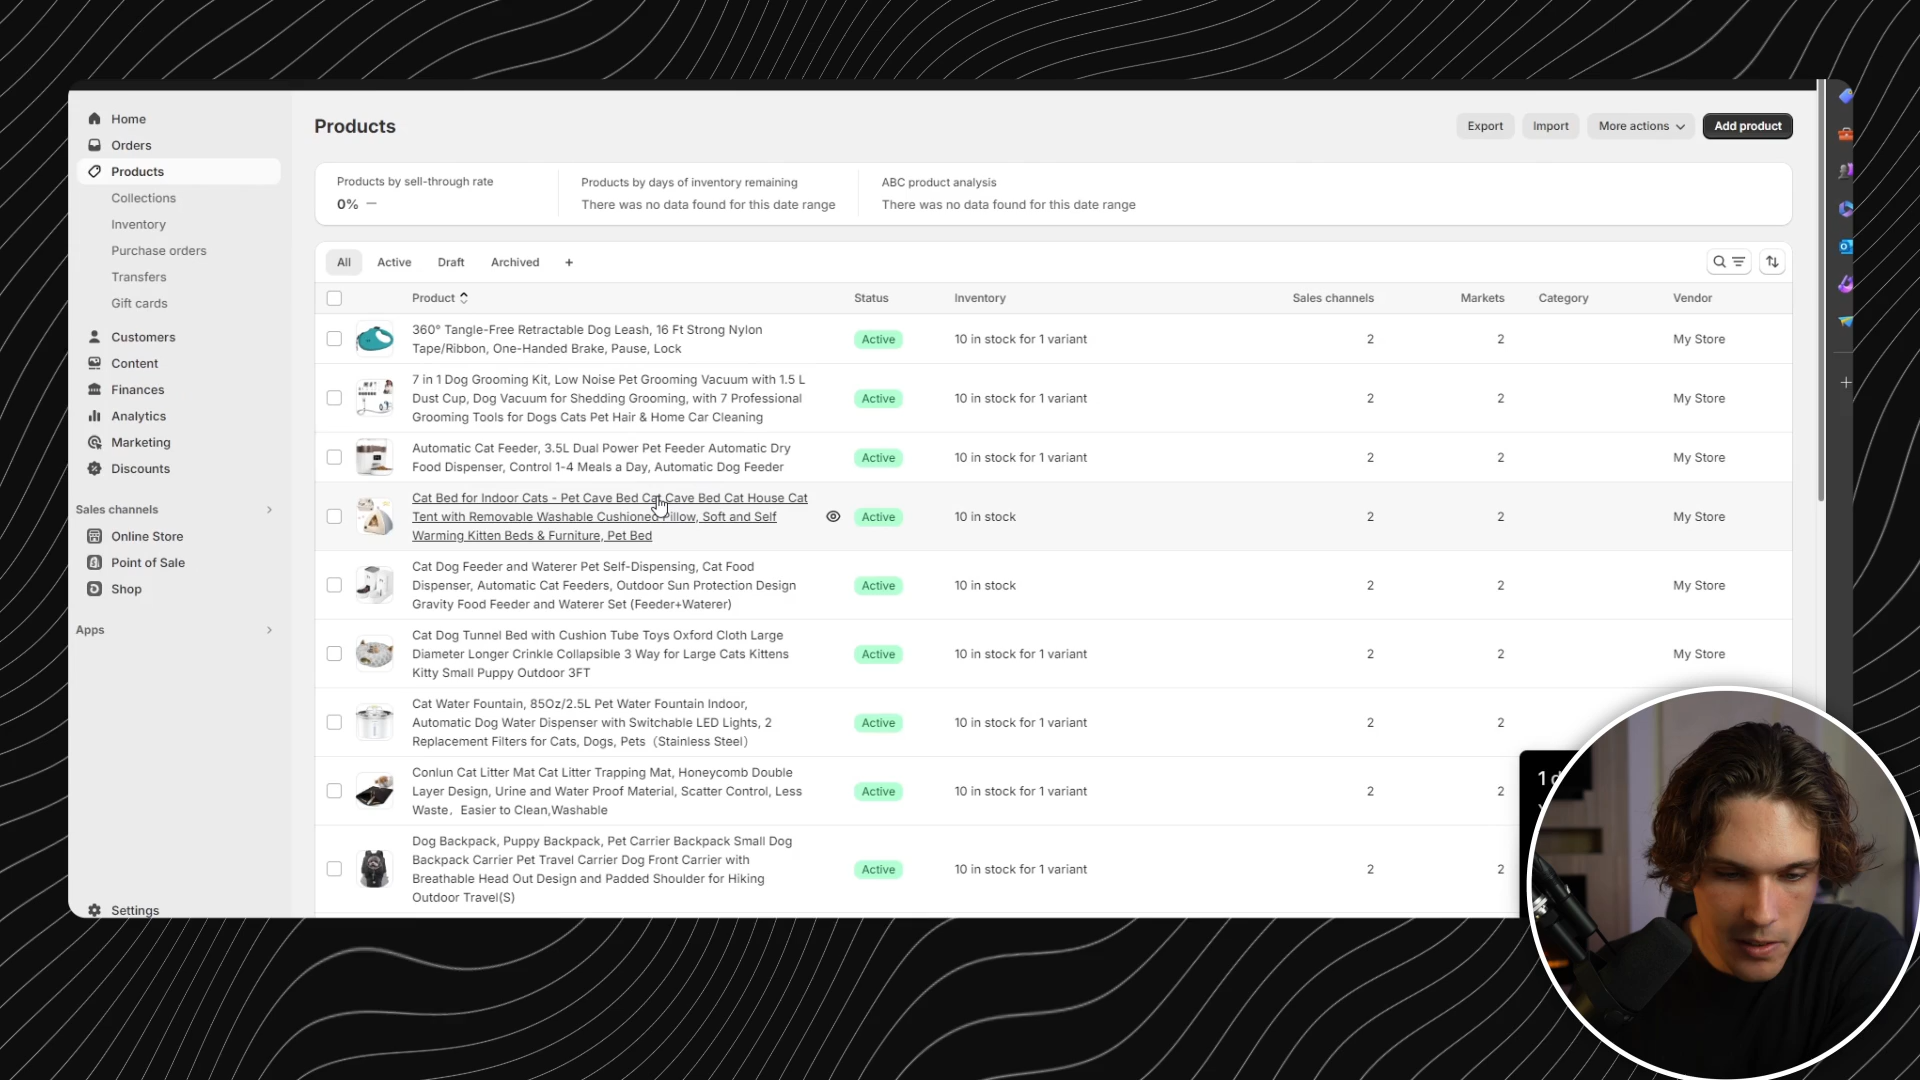 Home
Orders
Products
Collections
Inventory
Purchase orders
Transfers
Gift cards
Customers
Content
Finances
Analytics
Marketing
Discounts
Sales channels
Online Store
Point of Sale
Shop
Apps
Settings
Products
Export Import More actions Add product
Products by sell-through rate
0% —
Products by days of inventory remaining
There was no data found for this date range
ABC product analysis
There was no data found for this date range
All Active Draft Archived +
Product Status Inventory Sales channels Markets Category Vendor
360° Tangle-Free Retractable Dog Leash, 16 Ft Strong Nylon
Tape/Ribbon, One-Handed Brake, Pause, Lock
Active 10 in stock for 1 variant 2 2 My Store
7 in 1 Dog Grooming Kit, Low Noise Pet Grooming Vacuum with 1.5 L
Dust Cup, Dog Vacuum for Shedding Grooming, with 7 Professional
Grooming Tools for Dogs Cats Pet Hair & Home Car Cleaning
Active 10 in stock for 1 variant 2 2 My Store
Automatic Cat Feeder, 3.5L Dual Power Pet Feeder Automatic Dry
Food Dispenser, Control 1-4 Meals a Day, Automatic Dog Feeder
Active 10 in stock for 1 variant 2 2 My Store
Cat Bed for Indoor Cats - Pet Cave Bed Cat Cave Bed Cat House Cat
Tent with Removable Washable Cushioned Pillow, Soft and Self
Warming Kitten Beds & Furniture, Pet Bed
Active 10 in stock 2 2 My Store
Cat Dog Feeder and Waterer Pet Self-Dispensing, Cat Food
Dispenser, Automatic Cat Feeders, Outdoor Sun Protection Design
Gravity Food Feeder and Waterer Set (Feeder+Waterer)
Active 10 in stock 2 2 My Store
Cat Dog Tunnel Bed with Cushion Tube Toys Oxford Cloth Large
Diameter Longer Crinkle Collapsible 3 Way for Large Cats Kittens
Kitty Small Puppy Outdoor 3FT
Active 10 in stock for 1 variant 2 2 My Store
Cat Water Fountain, 85Oz/2.5L Pet Water Fountain Indoor,
Automatic Dog Water Dispenser with Switchable LED Lights, 2
Replacement Filters for Cats, Dogs, Pets（Stainless Steel）
Active 10 in stock for 1 variant 2 2
Conlun Cat Litter Mat Cat Litter Trapping Mat, Honeycomb Double
Layer Design, Urine and Water Proof Material, Scatter Control, Less
Waste，Easier to Clean,Washable
Active 10 in stock for 1 variant 2 2
Dog Backpack, Puppy Backpack, Pet Carrier Backpack Small Dog
Backpack Carrier Pet Travel Carrier Dog Front Carrier with
Breathable Head Out Design and Padded Shoulder for Hiking
Outdoor Travel(S)
Active 10 in stock for 1 variant 2 2
1